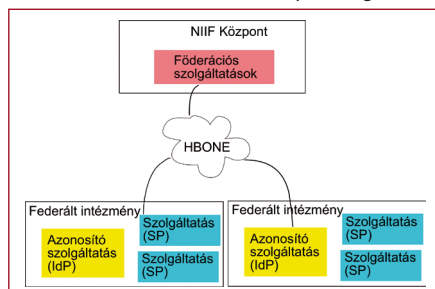 NIIF Központ
Föderációs
szolgáltatások
HBONE
Federált intézmény
Azonosító
szolgáltatás
(IdP)
Szolgáltatás
(SP)
Szolgáltatás
(SP)
Federált intézmény
Azonosító
szolgáltatás
(IdP)
Szolgáltatás
(SP)
Szolgáltatás
(SP)